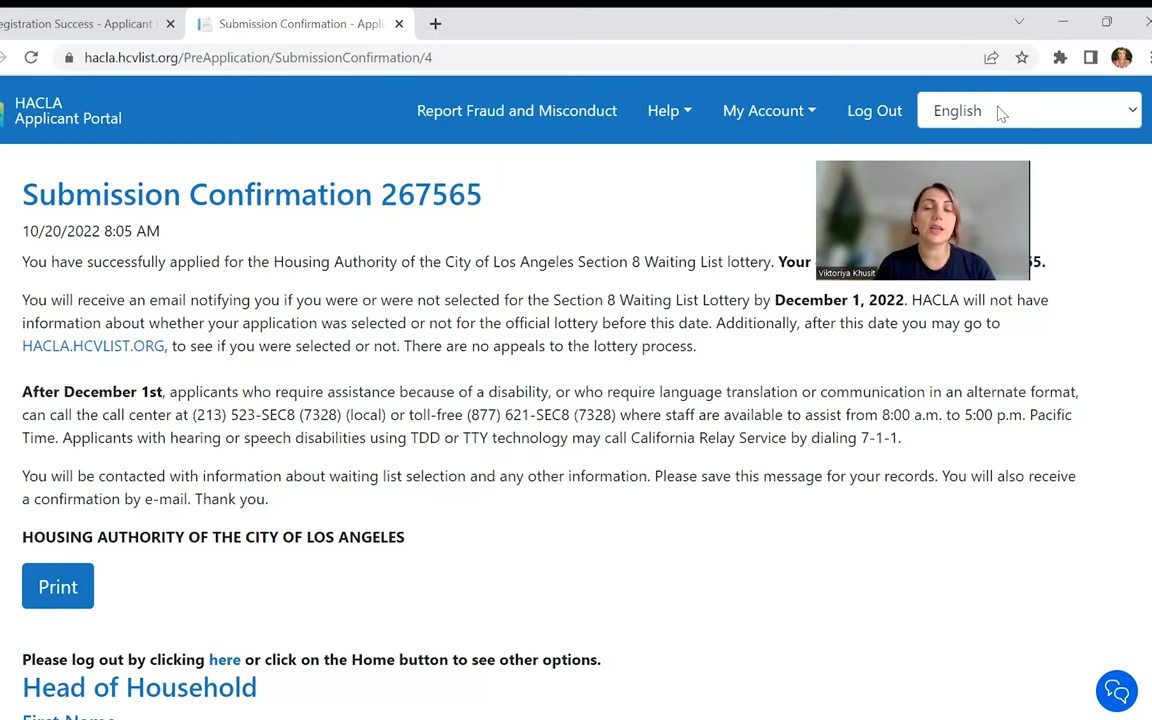 egistration Success - Applicant
Submission Confirmation - Appli
hacla.hcvlist.org/PreApplication/SubmissionConfirmation/4
HACLA
Applicant Portal
Report Fraud and Misconduct
Help
My Account
Log Out
English
Submission Confirmation 267565
10/20/2022 8:05 AM
You have successfully applied for the Housing Authority of the City of Los Angeles Section 8 Waiting List lottery. Your 5.
Viktoriya Khusit
You will receive an email notifying you if you were or were not selected for the Section 8 Waiting List Lottery by December 1, 2022. HACLA will not have
information about whether your application was selected or not for the official lottery before this date. Additionally, after this date you may go to
HACLA.HCVLIST.ORG, to see if you were selected or not. There are no appeals to the lottery process.
After December 1st, applicants who require assistance because of a disability, or who require language translation or communication in an alternate format,
can call the call center at (213) 523-SEC8 (7328) (local) or toll-free (877) 621-SEC8 (7328) where staff are available to assist from 8:00 a.m. to 5:00 p.m. Pacific
Time. Applicants with hearing or speech disabilities using TDD or TTY technology may call California Relay Service by dialing 7-1-1.
You will be contacted with information about waiting list selection and any other information. Please save this message for your records. You will also receive
a confirmation by e-mail. Thank you.
HOUSING AUTHORITY OF THE CITY OF LOS ANGELES
Print
Please log out by clicking here or click on the Home button to see other options.
Head of Household
First Name